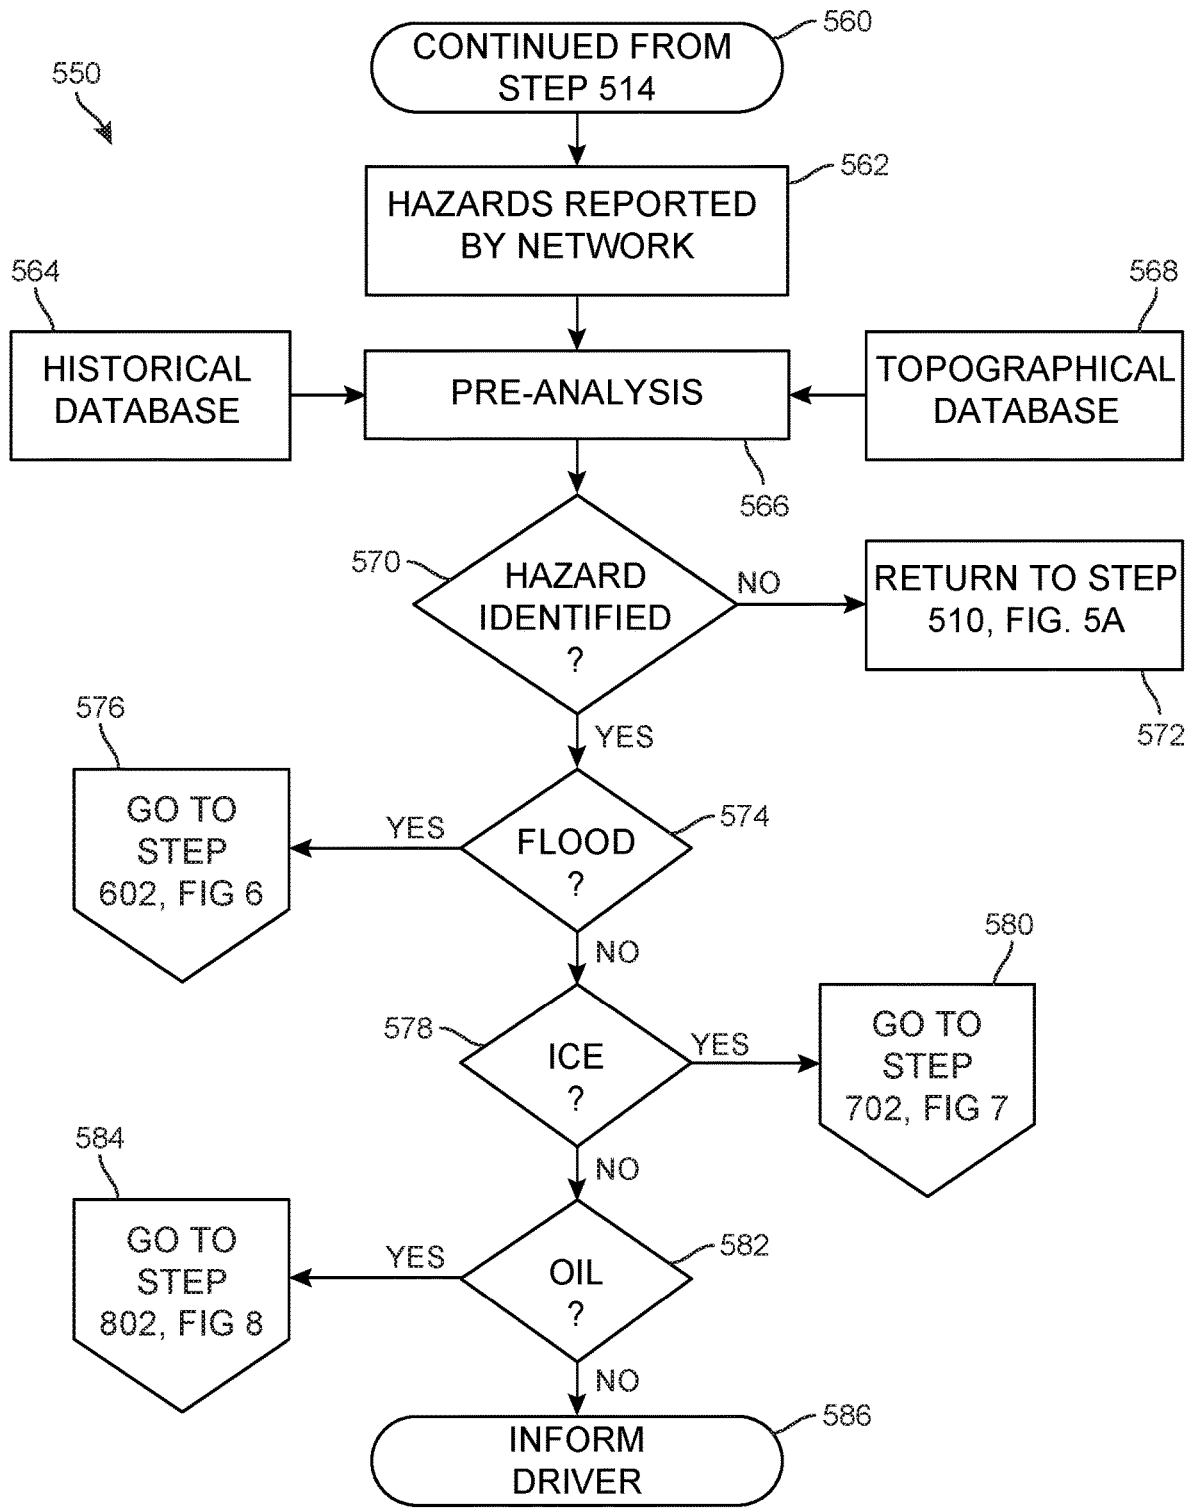 560
CONTINUED FROM
STEP 514
550
562
HAZARDS REPORTED
BY NETWORK
564
568
HISTORICAL
DATABASE
PRE-ANALYSIS
TOPOGRAPHICAL
DATABASE
566
570
HAZARD
IDENTIFIED
?
NO
RETURN TO STEP
510, FIG. 5A
572
YES
576
GO TO
STEP
602, FIG 6
YES
574
FLOOD
?
NO
580
578
ICE
?
YES
GO TO
STEP
702, FIG 7
NO
584
GO TO
STEP
802, FIG 8
YES
582
OIL
?
NO
586
INFORM
DRIVER